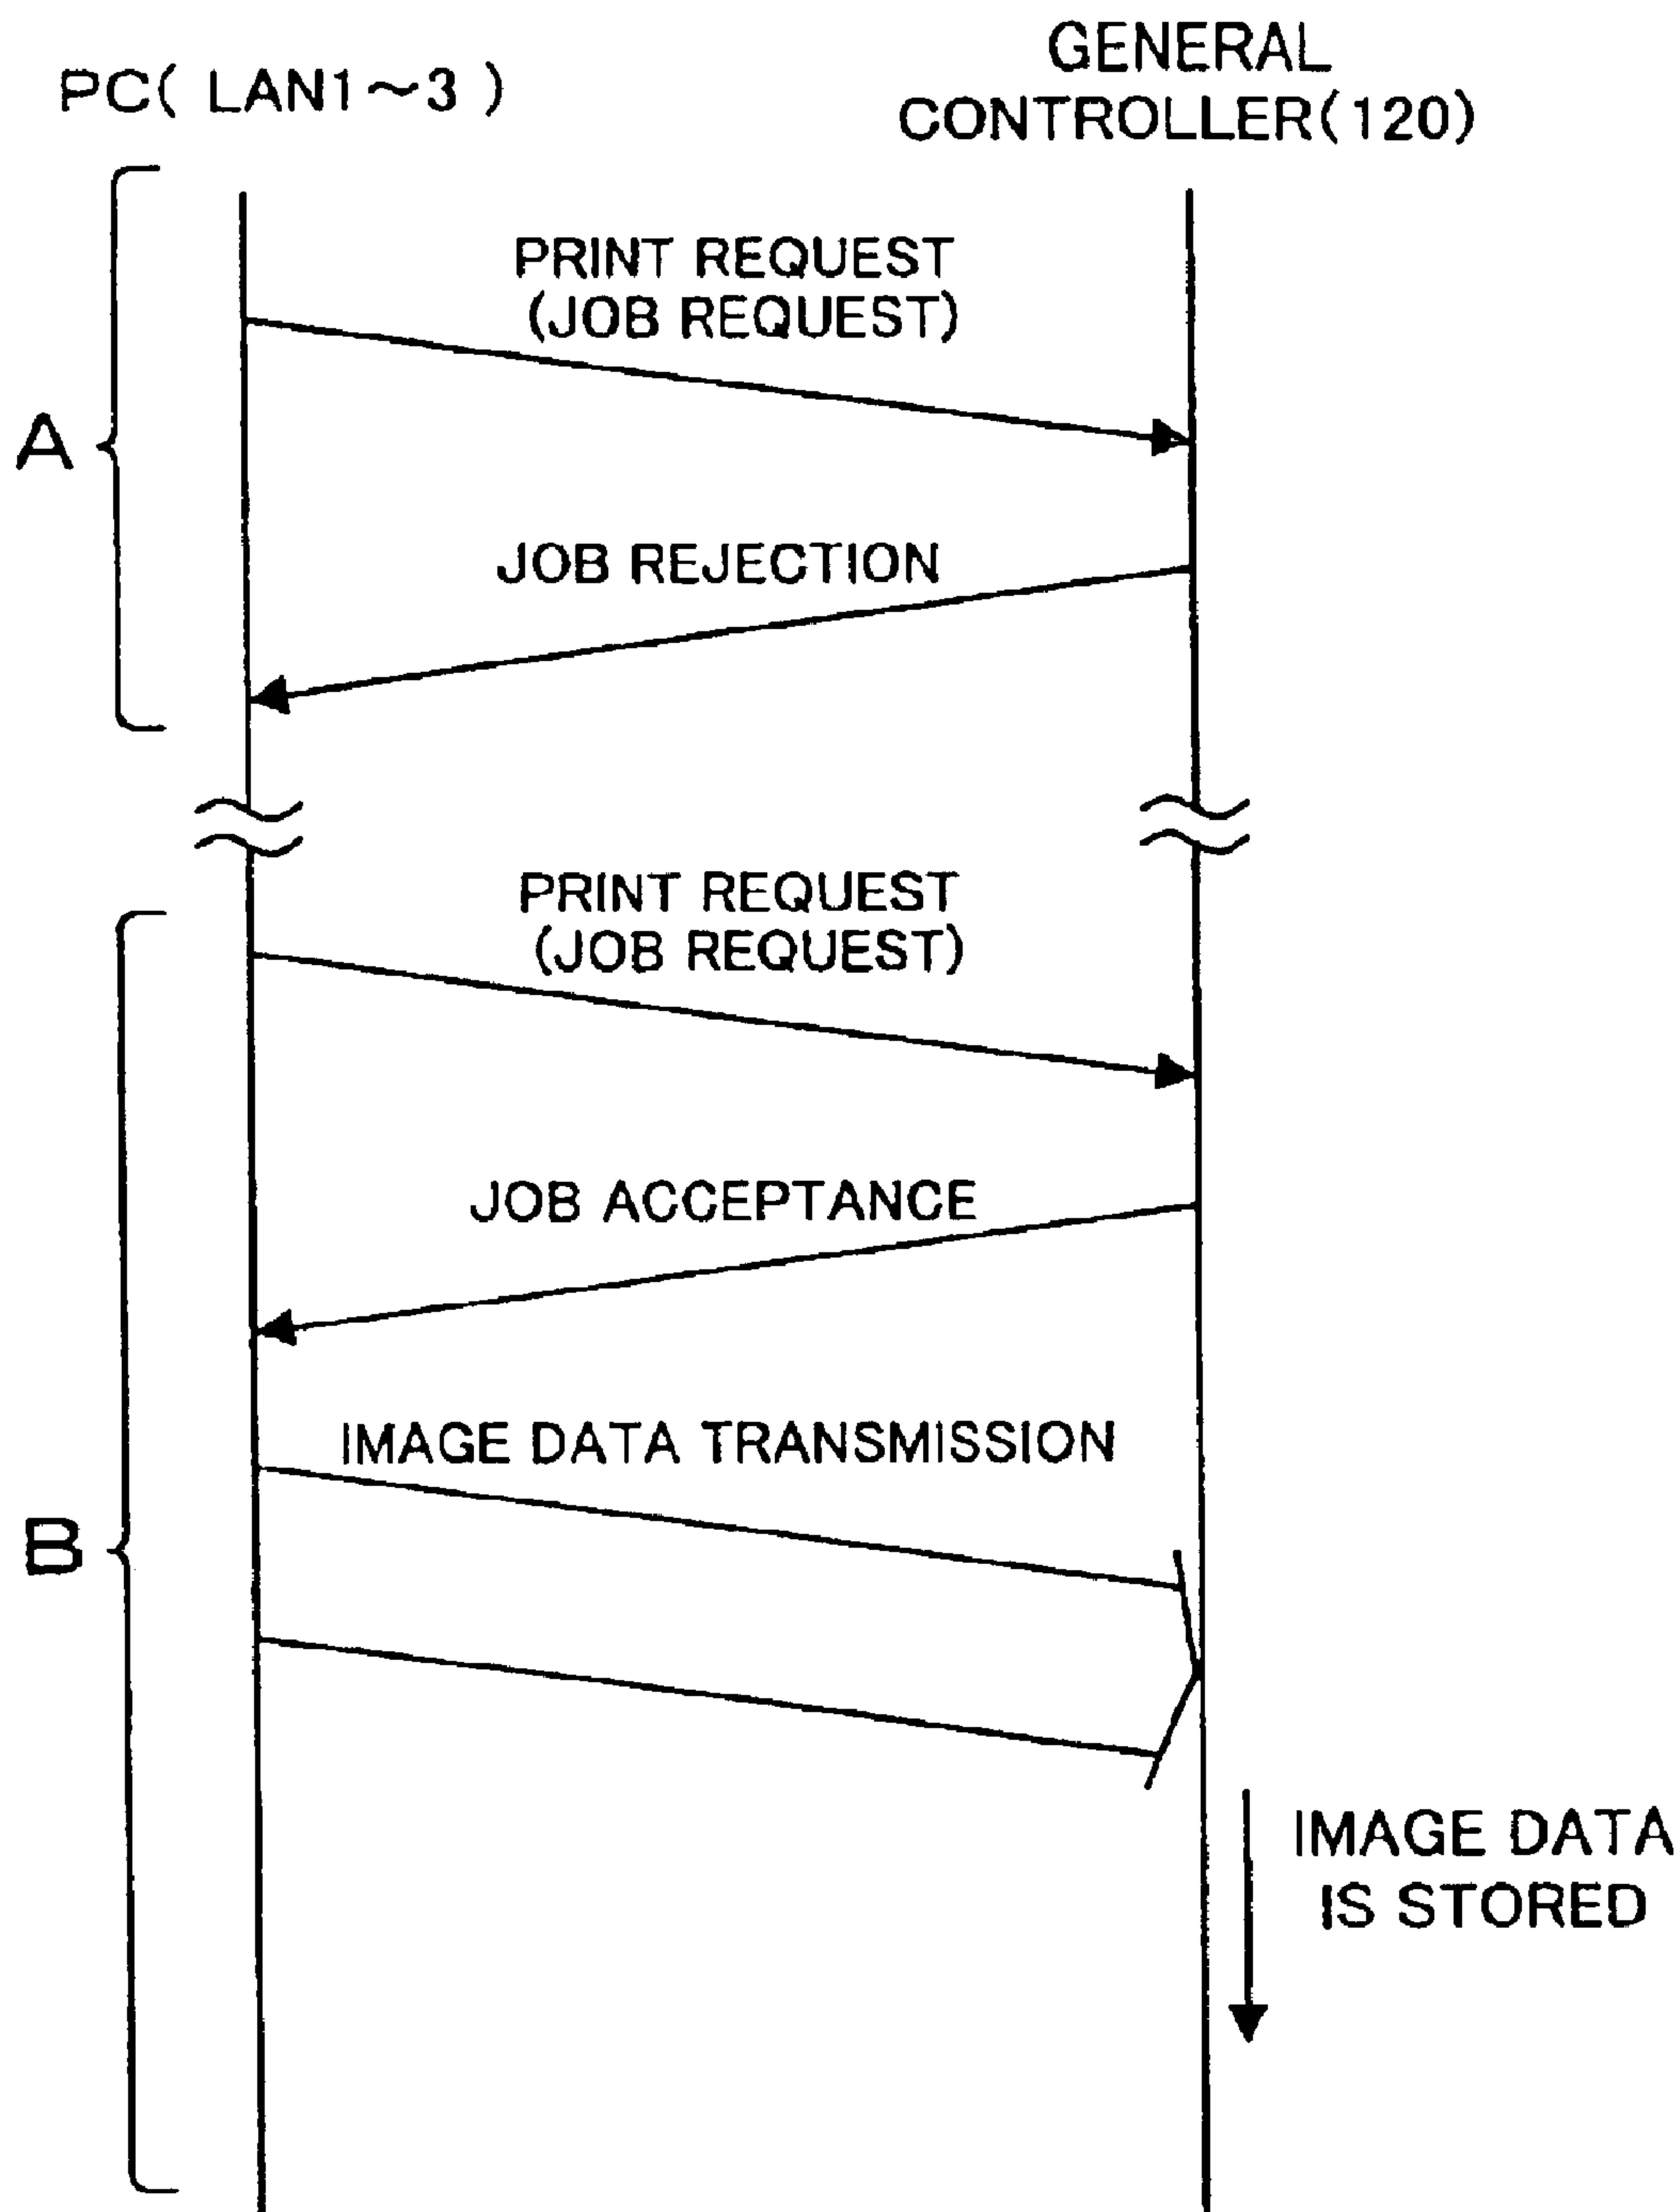 PC( LAN1～3 )
GENERAL
CONTROLLER(120)
A
PRINT REQUEST
(JOB REQUEST)
JOB REJECTION
PRINT REQUEST
(JOB REQUEST)
JOB ACCEPTANCE
IMAGE DATA TRANSMISSION
B
IMAGE DATA
IS STORED